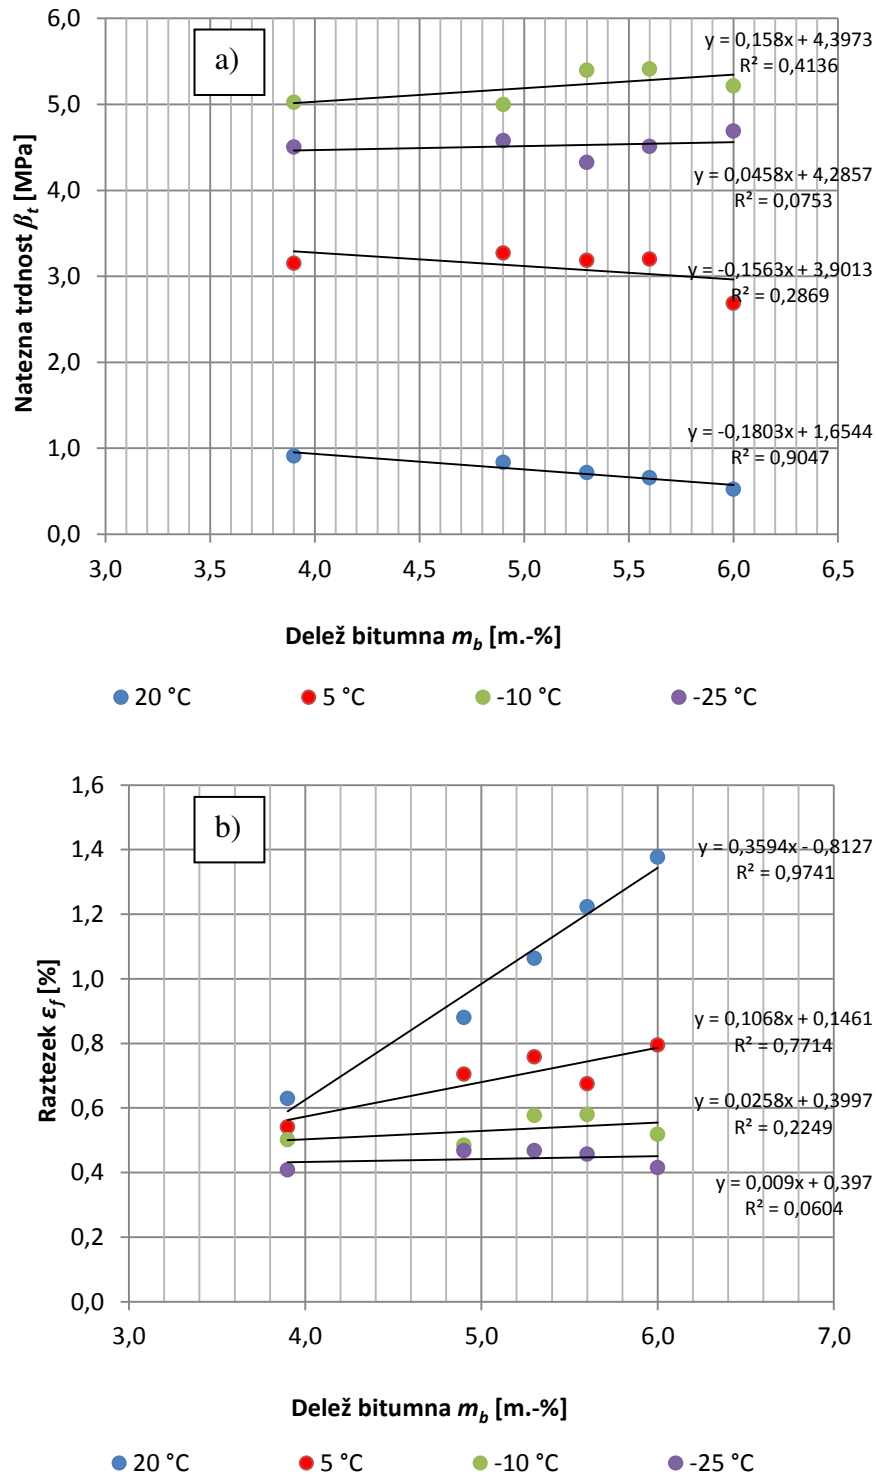 6,0
a)
y = 0,158x + 4,3973
R² = 0,4136
5,0
4,0
y = 0,0458x + 4,2857
R² = 0,0753
3,0
y = -0,1563x + 3,9013
R² = 0,2869
2,0
1,0
y = -0,1803x + 1,6544
R² = 0,9047
0,0
Natezna trdnost βt [MPa]
3,0 3,5 4,0 4,5 5,0 5,5 6,0 6,5
Delež bitumna mb [m.-%]
20 °C 5 °C -10 °C -25 °C
1,6
b)
1,4
y = 0,3594x - 0,8127
R² = 0,9741
1,2
1,0
0,8
y = 0,1068x + 0,1461
R² = 0,7714
0,6
y = 0,0258x + 0,3997
R² = 0,2249
0,4
y = 0,009x + 0,397
R² = 0,0604
0,2
0,0
Raztezek εf [%]
3,0 4,0 5,0 6,0 7,0
Delež bitumna mb [m.-%]
20 °C 5 °C -10 °C -25 °C